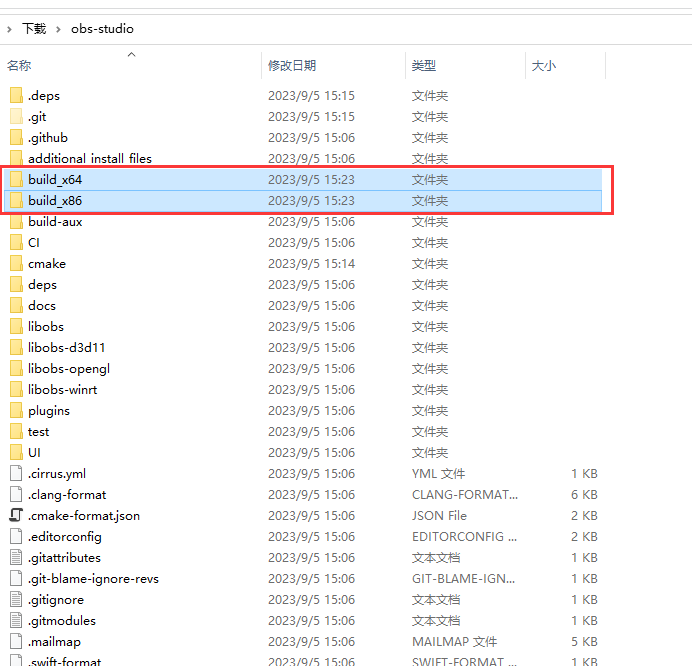 › 下载 › obs-studio
名称 修改日期 类型 大小
.deps 2023/9/5 15:15 文件夹
.git 2023/9/5 15:15 文件夹
.github 2023/9/5 15:06 文件夹
additional_install_files 2023/9/5 15:06 文件夹
build_x64 2023/9/5 15:23 文件夹
build_x86 2023/9/5 15:23 文件夹
build-aux 2023/9/5 15:06 文件夹
CI 2023/9/5 15:06 文件夹
cmake 2023/9/5 15:14 文件夹
deps 2023/9/5 15:06 文件夹
docs 2023/9/5 15:06 文件夹
libobs 2023/9/5 15:06 文件夹
libobs-d3d11 2023/9/5 15:06 文件夹
libobs-opengl 2023/9/5 15:06 文件夹
libobs-winrt 2023/9/5 15:06 文件夹
plugins 2023/9/5 15:06 文件夹
test 2023/9/5 15:06 文件夹
UI 2023/9/5 15:06 文件夹
.cirrus.yml 2023/9/5 15:06 YML 文件 1 KB
.clang-format 2023/9/5 15:06 CLANG-FORMAT... 6 KB
.cmake-format.json 2023/9/5 15:06 JSON File 2 KB
.editorconfig 2023/9/5 15:06 EDITORCONFIG ... 2 KB
.gitattributes 2023/9/5 15:06 文本文档 1 KB
.git-blame-ignore-revs 2023/9/5 15:06 GIT-BLAME-IGN... 1 KB
.gitignore 2023/9/5 15:06 文本文档 1 KB
.gitmodules 2023/9/5 15:06 文本文档 1 KB
.mailmap 2023/9/5 15:06 MAILMAP 文件 5 KB
.swift-format 2023/9/5 15:06 SWIFT-FORMAT ... 1 KB